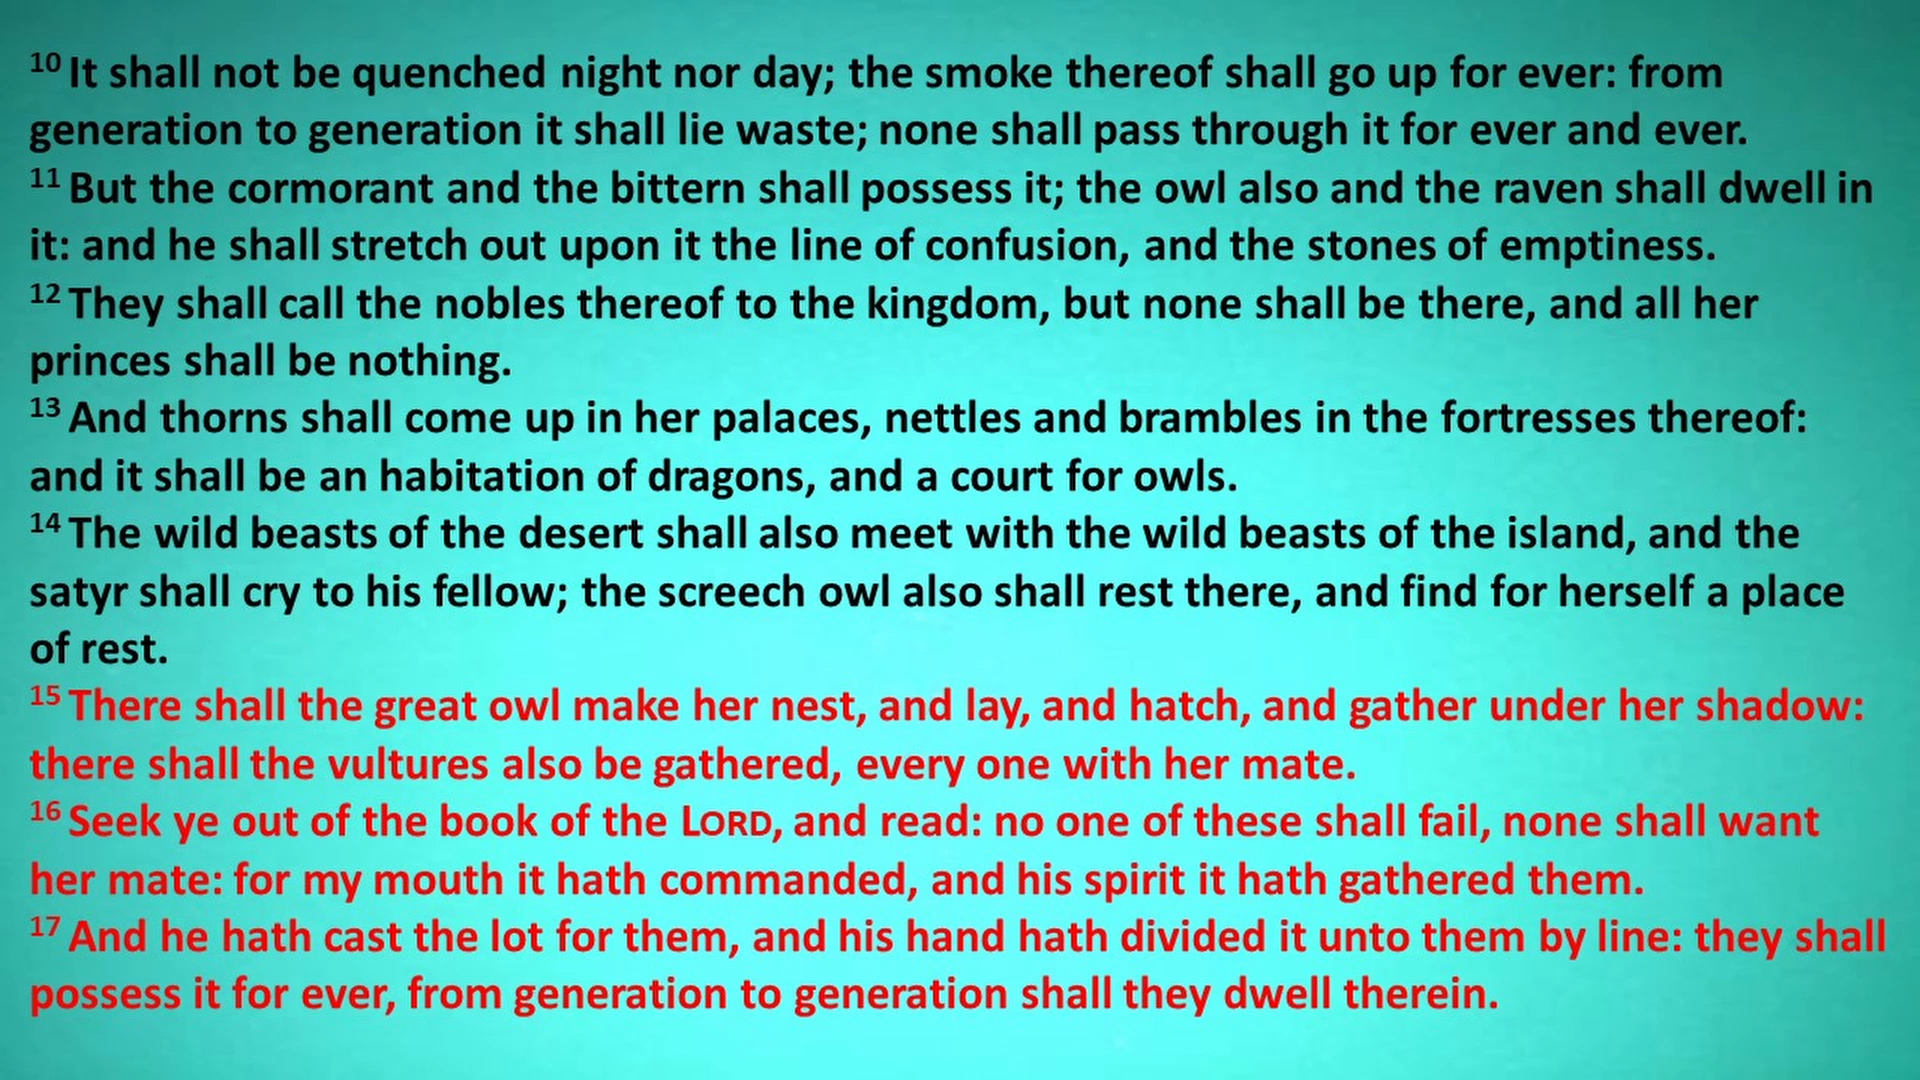 10 It shall not be quenched night nor day; the smoke thereof shall go up for ever: from
generation to generation it shall lie waste; none shall pass through it for ever and ever.
11 But the cormorant and the bittern shall possess it; the owl also and the raven shall dwell in
it: and he shall stretch out upon it the line of confusion, and the stones of emptiness.
12 They shall call the nobles thereof to the kingdom, but none shall be there, and all her
princes shall be nothing.
13 And thorns shall come up in her palaces, nettles and brambles in the fortresses thereof:
and it shall be an habitation of dragons, and a court for owls.
14 The wild beasts of the desert shall also meet with the wild beasts of the island, and the
satyr shall cry to his fellow; the screech owl also shall rest there, and find for herself a place
of rest.
15 There shall the great owl make her nest, and lay, and hatch, and gather under her shadow:
there shall the vultures also be gathered, every one with her mate.
16 Seek ye out of the book of the LORD, and read: no one of these shall fail, none shall want
her mate: for my mouth it hath commanded, and his spirit it hath gathered them.
17 And he hath cast the lot for them, and his hand hath divided it unto them by line: they shall
possess it for ever, from generation to generation shall they dwell therein.